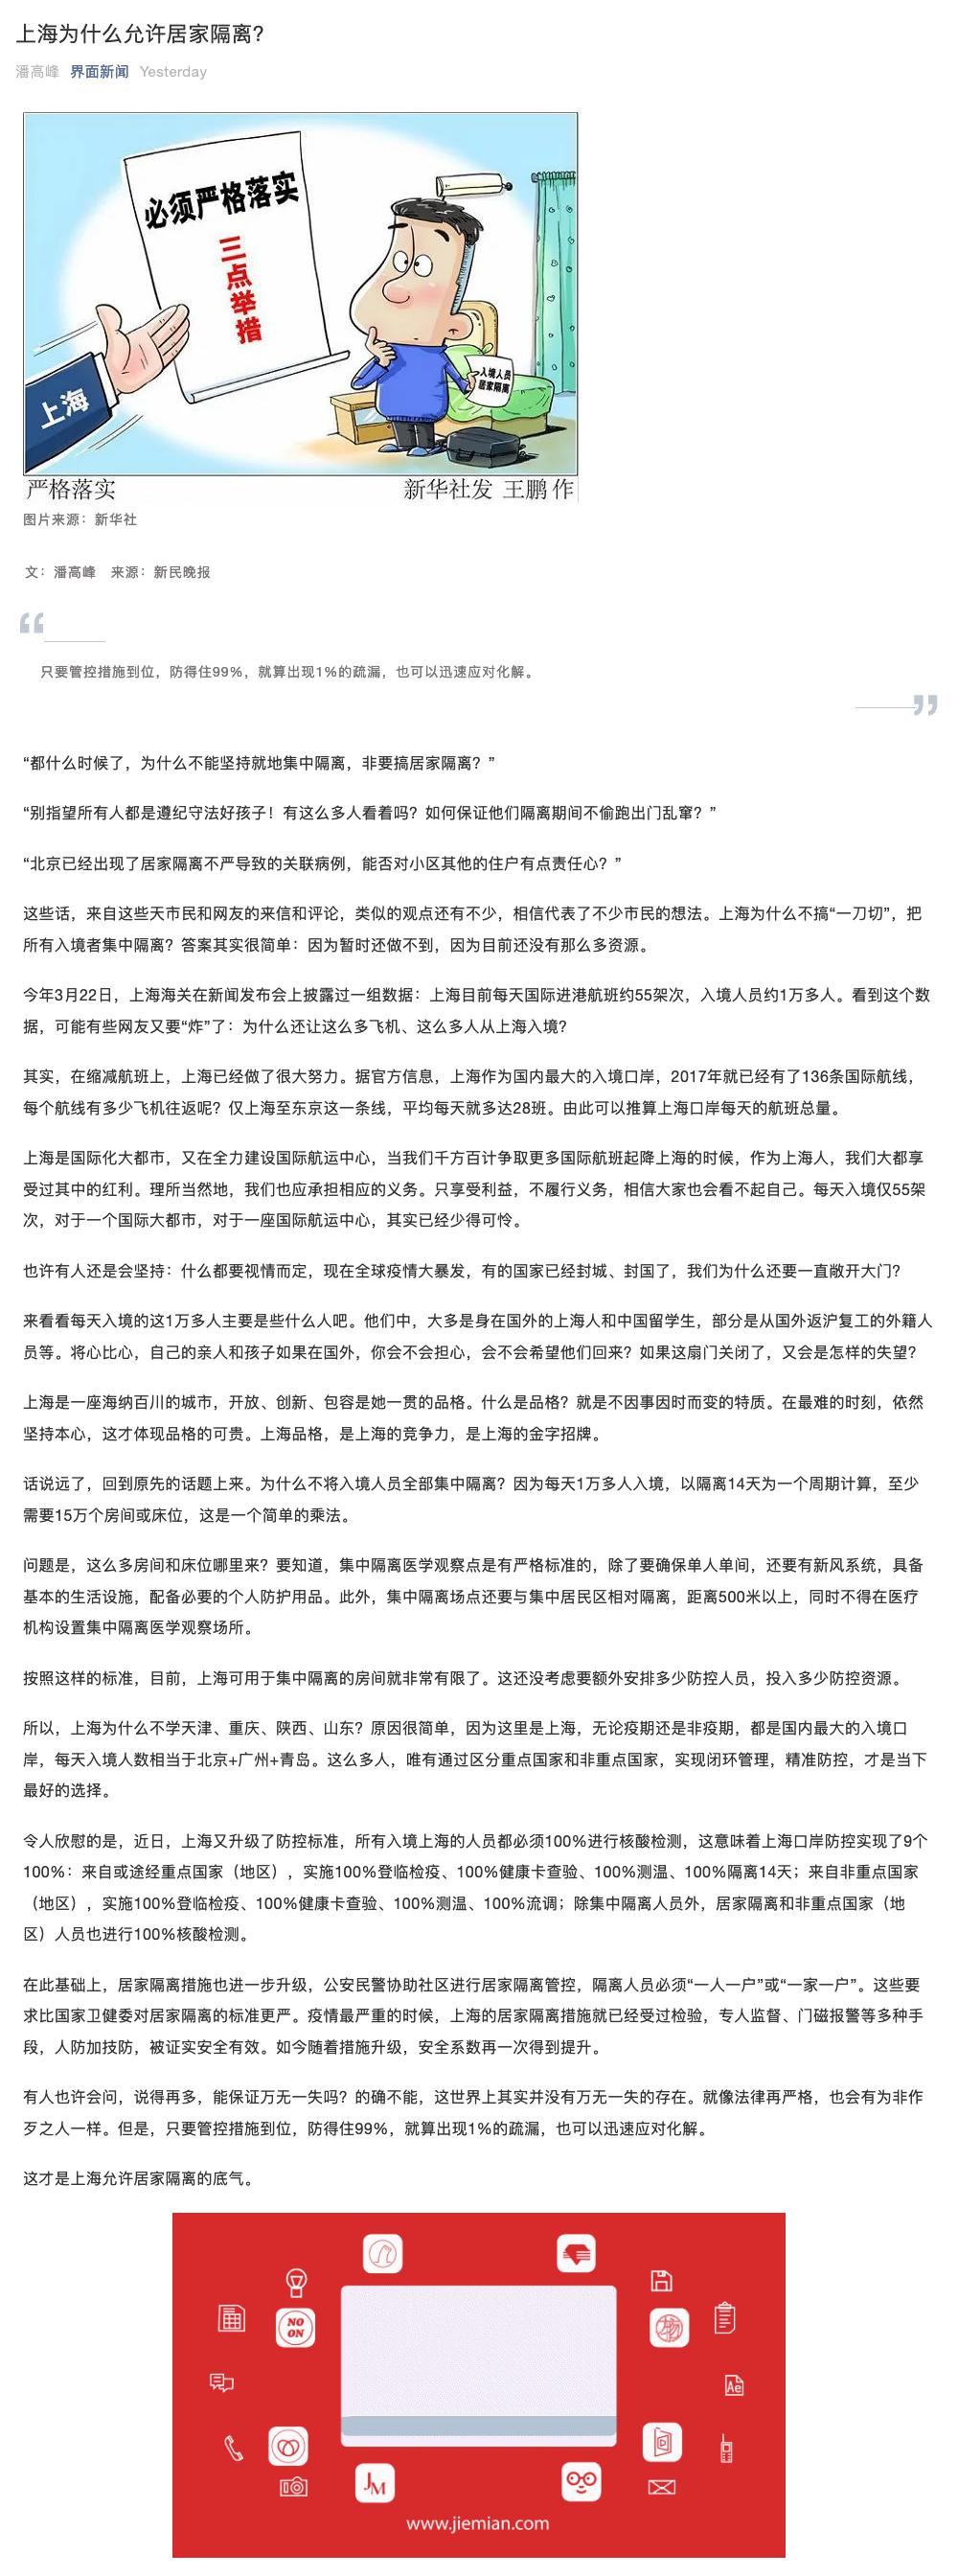 上海为什么允许居家隔离?
潘高峰 界面新闻 Yesterday
必须严格落实
三点举措
上海
入境人员
居家隔离
严格落实 新华社发 王鹏 作
图片来源：新华社
文：潘高峰 来源：新民晚报
“
只要管控措施到位，防得住99%，就算出现1%的疏漏，也可以迅速应对化解。
”
“都什么时候了，为什么不能坚持就地集中隔离，非要搞居家隔离？”
“别指望所有人都是遵纪守法好孩子！有这么多人看着吗？如何保证他们隔离期间不偷跑出门乱窜？”
“北京已经出现了居家隔离不严导致的关联病例，能否对小区其他的住户有点责任心？”
这些话，来自这些天市民和网友的来信和评论，类似的观点还有不少，相信代表了不少市民的想法。上海为什么不搞“一刀切”，把
所有入境者集中隔离？答案其实很简单：因为暂时还做不到，因为目前还没有那么多资源。
今年3月22日，上海海关在新闻发布会上披露过一组数据：上海目前每天国际进港航班约55架次，入境人员约1万多人。看到这个数
据，可能有些网友又要“炸”了：为什么还让这么多飞机、这么多人从上海入境？
其实，在缩减航班上，上海已经做了很大努力。据官方信息，上海作为国内最大的入境口岸，2017年就已经有了136条国际航线，
每个航线有多少飞机往返呢？仅上海至东京这一条线，平均每天就多达28班。由此可以推算上海口岸每天的航班总量。
上海是国际化大都市，又在全力建设国际航运中心，当我们千方百计争取更多国际航班起降上海的时候，作为上海人，我们大都享
受过其中的红利。理所当然地，我们也应承担相应的义务。只享受利益，不履行义务，相信大家也会看不起自己。每天入境仅55架
次，对于一个国际大都市，对于一座国际航运中心，其实已经少得可怜。
也许有人还是会坚持：什么都要视情而定，现在全球疫情大暴发，有的国家已经封城、封国了，我们为什么还要一直敞开大门？
来看看每天入境的这1万多人主要是些什么人吧。他们中，大多是身在国外的上海人和中国留学生，部分是从国外返沪复工的外籍人
员等。将心比心，自己的亲人和孩子如果在国外，你会不会担心，会不会希望他们回来？如果这扇门关闭了，又会是怎样的失望？
上海是一座海纳百川的城市，开放、创新、包容是她一贯的品格。什么是品格？就是不因事因时而变的特质。在最难的时刻，依然
坚持本心，这才体现品格的可贵。上海品格，是上海的竞争力，是上海的金字招牌。
话说远了，回到原先的话题上来。为什么不将入境人员全部集中隔离？因为每天1万多人入境，以隔离14天为一个周期计算，至少
需要15万个房间或床位，这是一个简单的乘法。
问题是，这么多房间和床位哪里来？要知道，集中隔离医学观察点是有严格标准的，除了要确保单人单间，还要有新风系统，具备
基本的生活设施，配备必要的个人防护用品。此外，集中隔离场点还要与集中居民区相对隔离，距离500米以上，同时不得在医疗
机构设置集中隔离医学观察场所。
按照这样的标准，目前，上海可用于集中隔离的房间就非常有限了。这还没考虑要额外安排多少防控人员，投入多少防控资源。
所以，上海为什么不学天津、重庆、陕西、山东？原因很简单，因为这里是上海，无论疫期还是非疫期，都是国内最大的入境口
岸，每天入境人数相当于北京+广州+青岛。这么多人，唯有通过区分重点国家和非重点国家，实现闭环管理，精准防控，才是当下
最好的选择。
令人欣慰的是，近日，上海又升级了防控标准，所有入境上海的人员都必须100%进行核酸检测，这意味着上海口岸防控实现了9个
100%：来自或途经重点国家（地区），实施100%登临检疫、100%健康卡查验、100%测温、100%隔离14天；来自非重点国家
（地区），实施100%登临检疫、100%健康卡查验、100%测温、100%流调；除集中隔离人员外，居家隔离和非重点国家（地
区）人员也进行100%核酸检测。
在此基础上，居家隔离措施也进一步升级，公安民警协助社区进行居家隔离管控，隔离人员必须“一人一户”或“一家一户”。这些要
求比国家卫健委对居家隔离的标准更严。疫情最严重的时候，上海的居家隔离措施就已经受过检验，专人监督、门磁报警等多种手
段，人防加技防，被证实安全有效。如今随着措施升级，安全系数再一次得到提升。
有人也许会问，说得再多，能保证万无一失吗？的确不能，这世界上其实并没有万无一失的存在。就像法律再严格，也会有为非作
歹之人一样。但是，只要管控措施到位，防得住99%，就算出现1%的疏漏，也可以迅速应对化解。
这才是上海允许居家隔离的底气。
NO
ON
Ae
JM
www.jiemian.com